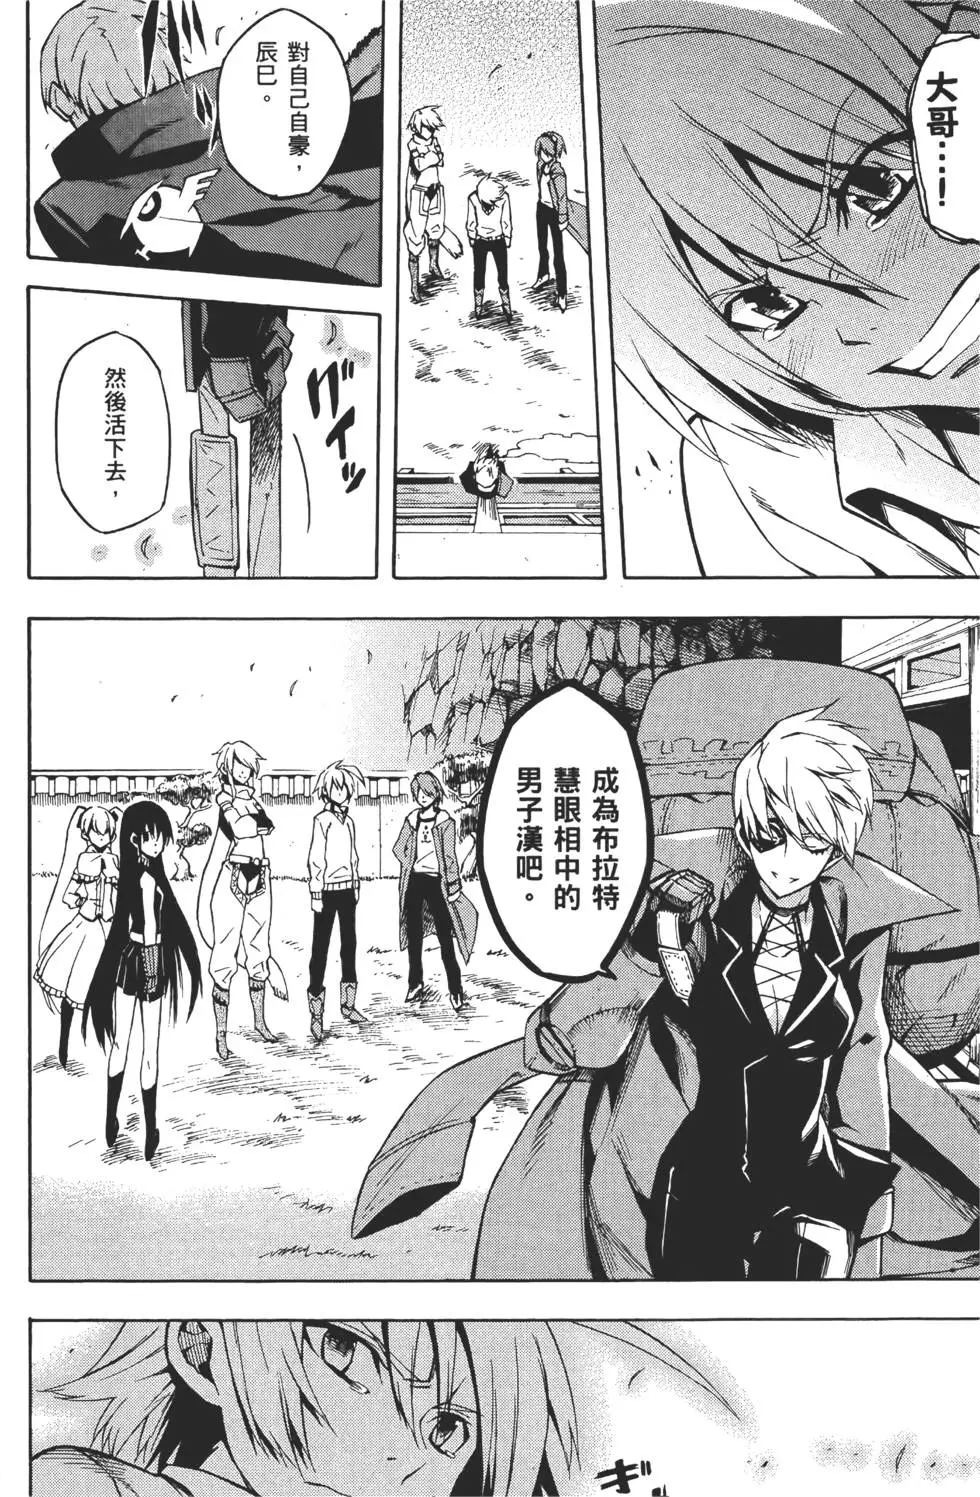 大哥…!
對自己自豪，
辰巳。
然後活下去，
グイッ
成為布拉特
慧眼相中的
男子漢吧。
ギ